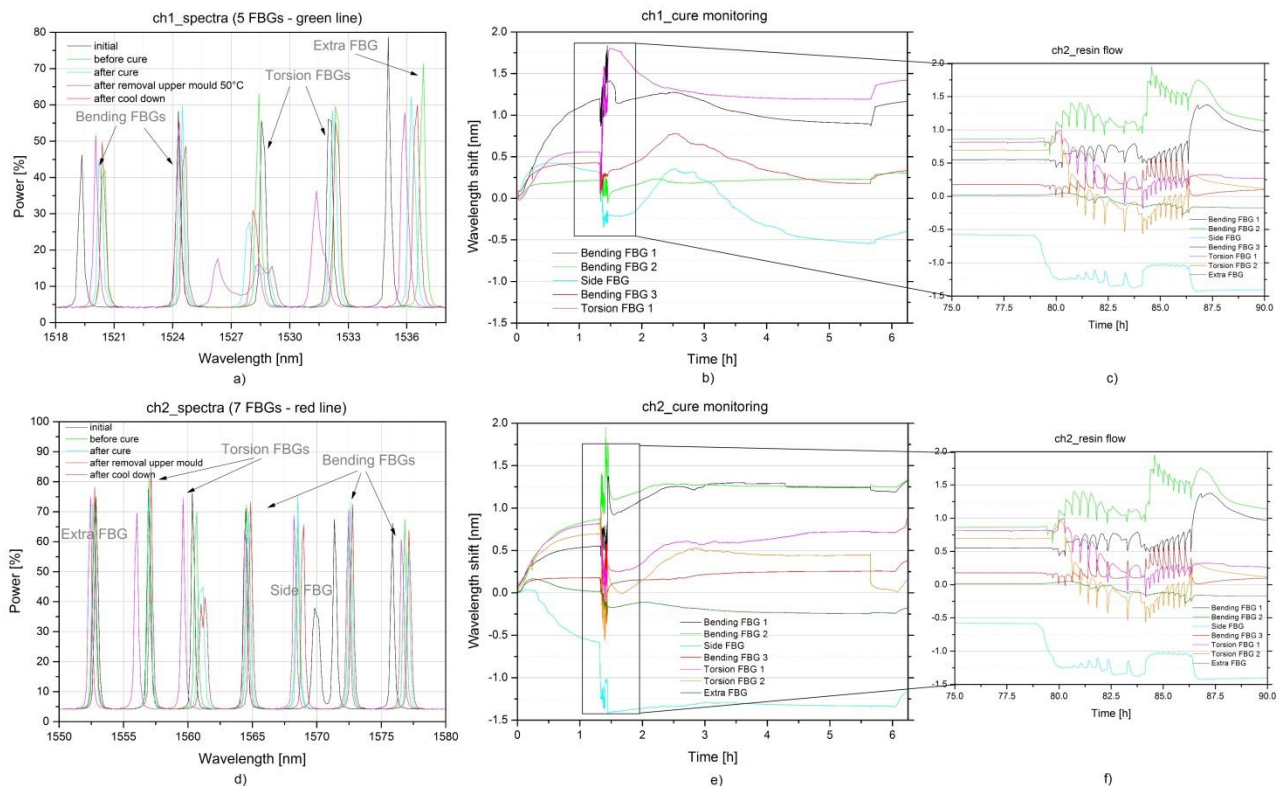 ch1_spectra (5 FBGs - green line)
80
70
60
50
40
30
20
10
0
Power [%]
initial
before cure
after cure
after removal upper mould 50°C
after cool down
Extra FBG
Torsion FBGs
Bending FBGs
1518 1521 1524 1527 1530 1533 1536
Wavelength [nm]
a)
ch1_cure monitoring
2.0
1.5
1.0
0.5
0.0
-0.5
-1.0
-1.5
Wavelength shift [nm]
Bending FBG 1
Bending FBG 2
Side FBG
Bending FBG 3
Torsion FBG 1
0 1 2 3 4 5 6
Time [h]
b)
ch2_resin flow
2.0
1.5
1.0
0.5
0.0
-0.5
-1.0
-1.5
Bending FBG 1
Bending FBG 2
Side FBG
Bending FBG 3
Torsion FBG 1
Torsion FBG 2
Extra FBG
75.0 77.5 80.0 82.5 85.0 87.5 90.0
Time [h]
c)
ch2_spectra (7 FBGs - red line)
100
90
80
70
60
50
40
30
20
10
0
Power [%]
initial
before cure
after cure
after removal upper mould
after cool down
Torsion FBGs
Bending FBGs
Extra FBG
Side FBG
1550 1555 1560 1565 1570 1575 1580
Wavelength [nm]
d)
ch2_cure monitoring
2.0
1.5
1.0
0.5
0.0
-0.5
-1.0
-1.5
Wavelength shift [nm]
Bending FBG 1
Bending FBG 2
Side FBG
Bending FBG 3
Torsion FBG 1
Torsion FBG 2
Extra FBG
0 1 2 3 4 5 6
Time [h]
e)
ch2_resin flow
2.0
1.5
1.0
0.5
0.0
-0.5
-1.0
-1.5
Bending FBG 1
Bending FBG 2
Side FBG
Bending FBG 3
Torsion FBG 1
Torsion FBG 2
Extra FBG
75.0 77.5 80.0 82.5 85.0 87.5 90.0
Time [h]
f)